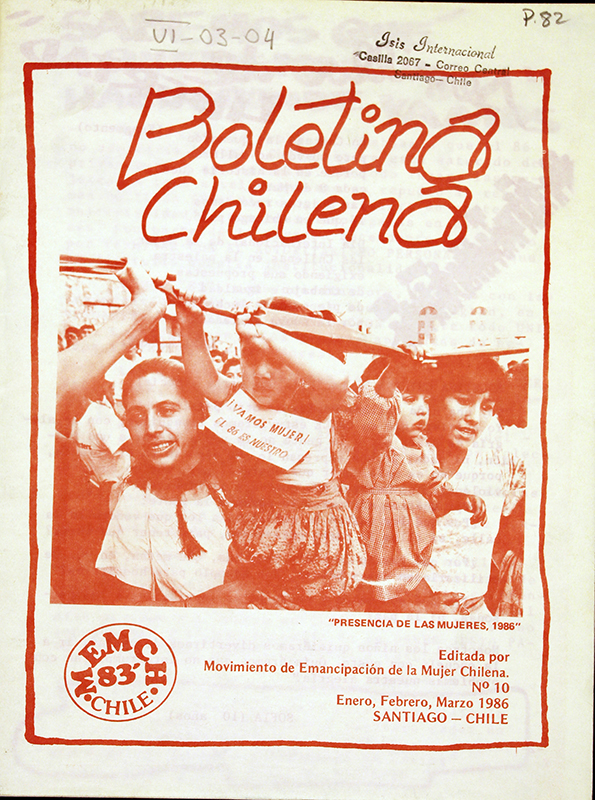 P.82
VI-03-04
Isis Internacional
Casilla 2067 - Correo Central
Santiago - Chile
Boletina
Chilena
¡VAMOS MUJER!
EL 86 ES NUESTRO
"PRESENCIA DE LAS MUJERES, 1986"
MEMCH
83'
CHILE
Editada por
Movimiento de Emancipación de la Mujer Chilena.
Nº 10
Enero, Febrero, Marzo 1986
SANTIAGO — CHILE